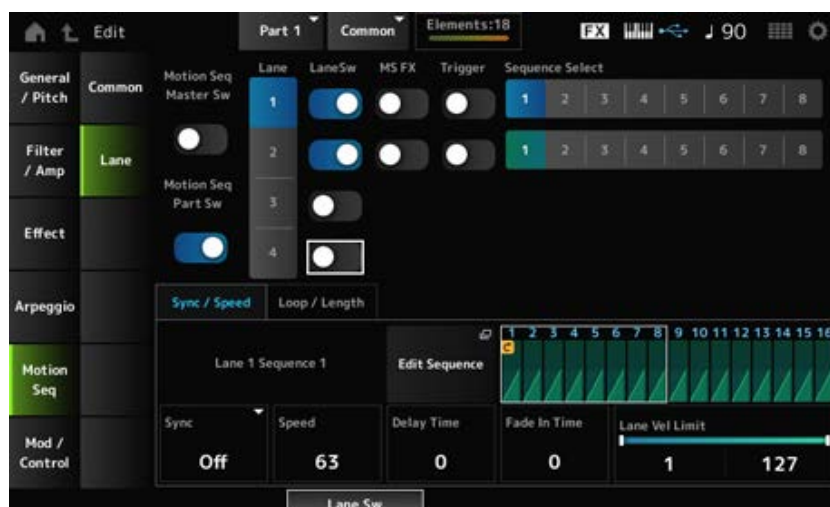 Edit
Part 1
Common
Elements:18
FX
♩ 90
General
/ Pitch
Common
Motion Seq
Master Sw
Lane
LaneSw
MS FX
Trigger
Sequence Select
1
1 2 3 4 5 6 7 8
Filter
/ Amp
Lane
2
1 2 3 4 5 6 7 8
Motion Seq
Part Sw
3
Effect
4
Arpeggio
Sync / Speed
Loop / Length
Motion
Seq
Lane 1 Sequence 1
Edit Sequence
1 2 3 4 5 6 7 8 9 10 11 12 13 14 15 16
C
Mod /
Control
Sync
Off
Speed
63
Delay Time
0
Fade In Time
0
Lane Vel Limit
1 127
Lane Sw